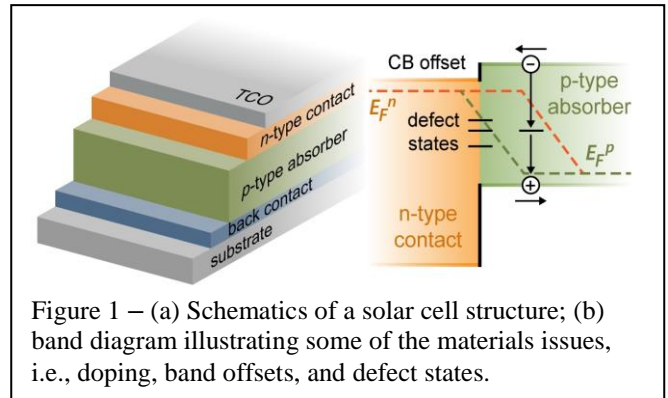 TCO
n-type contact
p-type absorber
back contact
substrate
CB offset
p-type
absorber
E_F^n
defect
states
E_F^p
n-type
contact
−
+
Figure 1 – (a) Schematics of a solar cell structure; (b)
band diagram illustrating some of the materials issues,
i.e., doping, band offsets, and defect states.